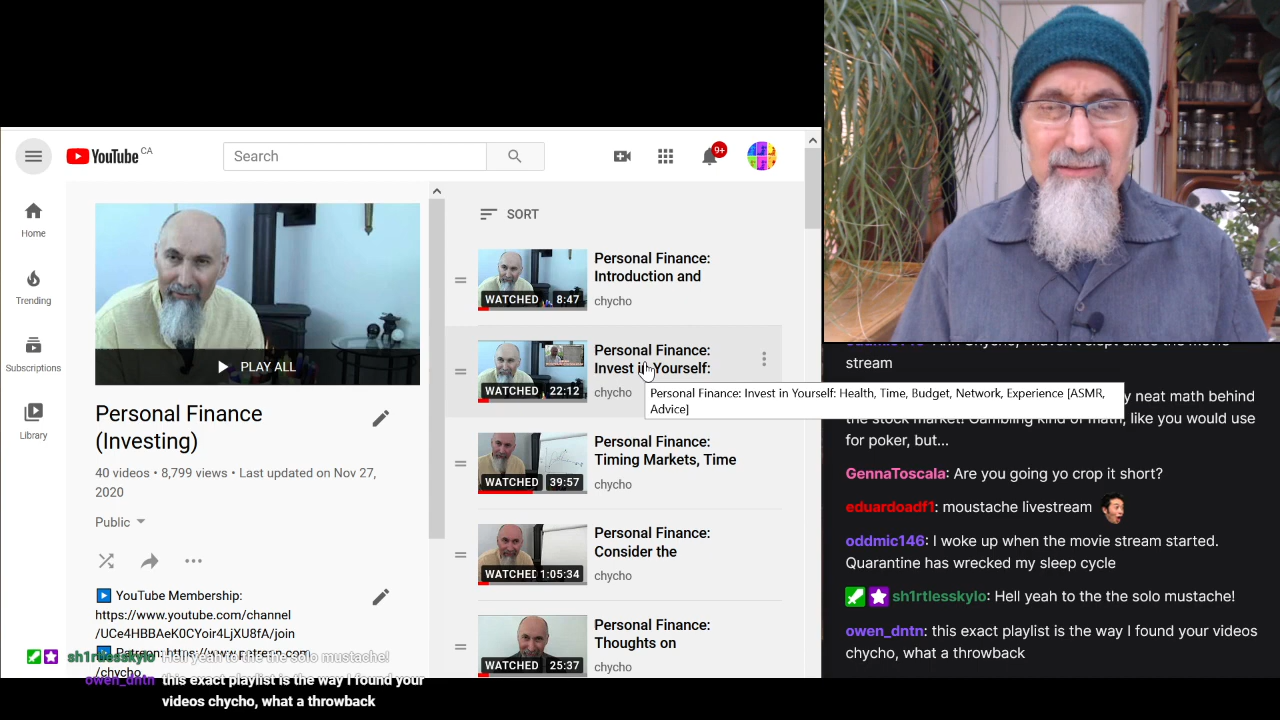 YouTube CA
Search
9+
Home
Trending
Subscriptions
Library
PLAY ALL
Personal Finance
(Investing)
40 videos • 8,799 views • Last updated on Nov 27,
2020
Public
YouTube Membership:
https://www.youtube.com/channel
/UCe4HBBAeK0CYoir4LjXU8fA/join
Patreon: https://www.patreon.com
/chycho
SORT
WATCHED 8:47
Personal Finance:
Introduction and
chycho
WATCHED 22:12
Personal Finance:
Invest in Yourself:
chycho
Personal Finance: Invest in Yourself: Health, Time, Budget, Network, Experience [ASMR,
Advice]
WATCHED 39:57
Personal Finance:
Timing Markets, Time
chycho
WATCHED 1:05:34
Personal Finance:
Consider the
chycho
WATCHED 25:37
Personal Finance:
Thoughts on
chycho
stream
neat math behind
the stock market! Gambling kind of math, like you would use
for poker, but...
GennaToscala: Are you going yo crop it short?
eduardoadf1: moustache livestream
oddmic146: I woke up when the movie stream started.
Quarantine has wrecked my sleep cycle
sh1rtlesskylo: Hell yeah to the the solo mustache!
owen_dntn: this exact playlist is the way I found your videos
chycho, what a throwback
sh1rtlesskylo Hell yeah to the the solo mustache!
owen_dntn this exact playlist is the way I found your
videos chycho, what a throwback